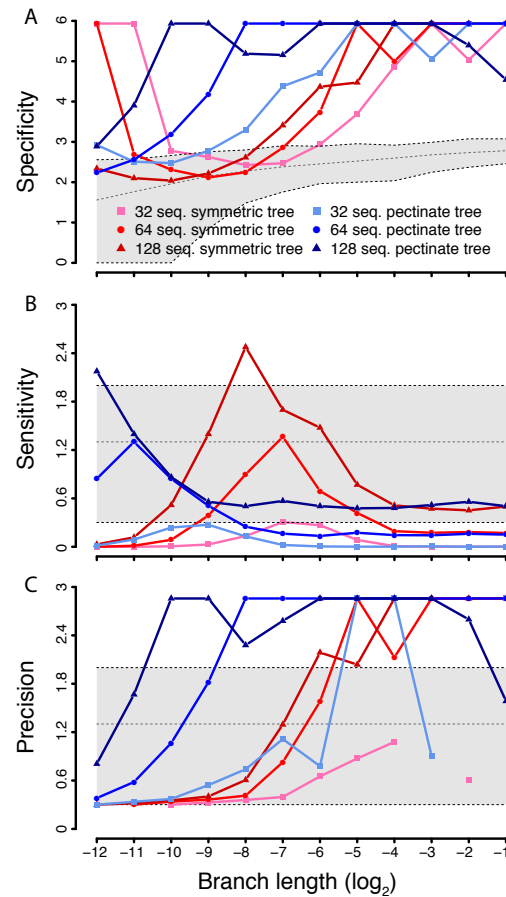 A
Specificity
6
5
4
3
2
1
0
32 seq. symmetric tree
64 seq. symmetric tree
128 seq. symmetric tree
32 seq. pectinate tree
64 seq. pectinate tree
128 seq. pectinate tree
B
Sensitivity
3
2.4
1.8
1.2
0.6
0
C
Precision
3
2.4
1.8
1.2
0.6
0
−12 −11 −10 −9 −8 −7 −6 −5 −4 −3 −2 −1
Branch length (log2)